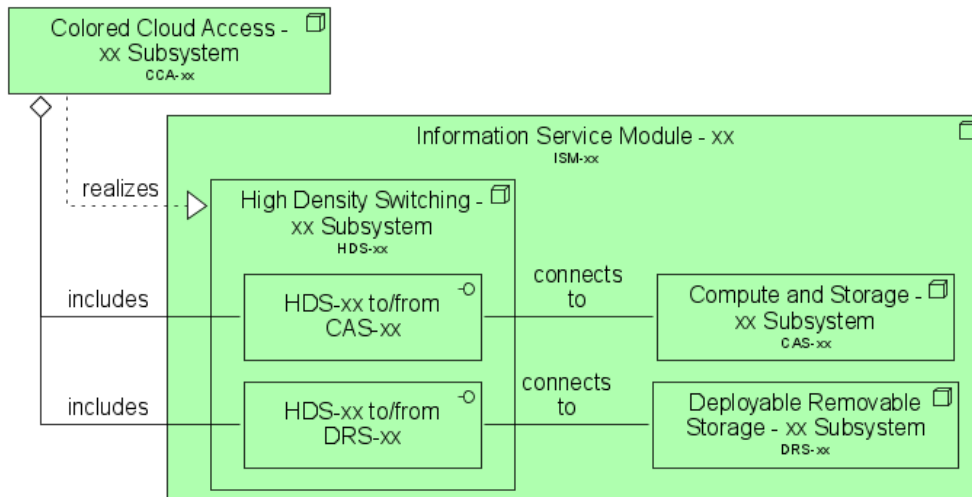 Colored Cloud Access -
xx Subsystem
CCA-xx
Information Service Module - xx
ISM-xx
realizes
High Density Switching -
xx Subsystem
HDS-xx
includes
HDS-xx to/from
CAS-xx
connects
to
Compute and Storage -
xx Subsystem
CAS-xx
includes
HDS-xx to/from
DRS-xx
connects
to
Deployable Removable
Storage - xx Subsystem
DRS-xx